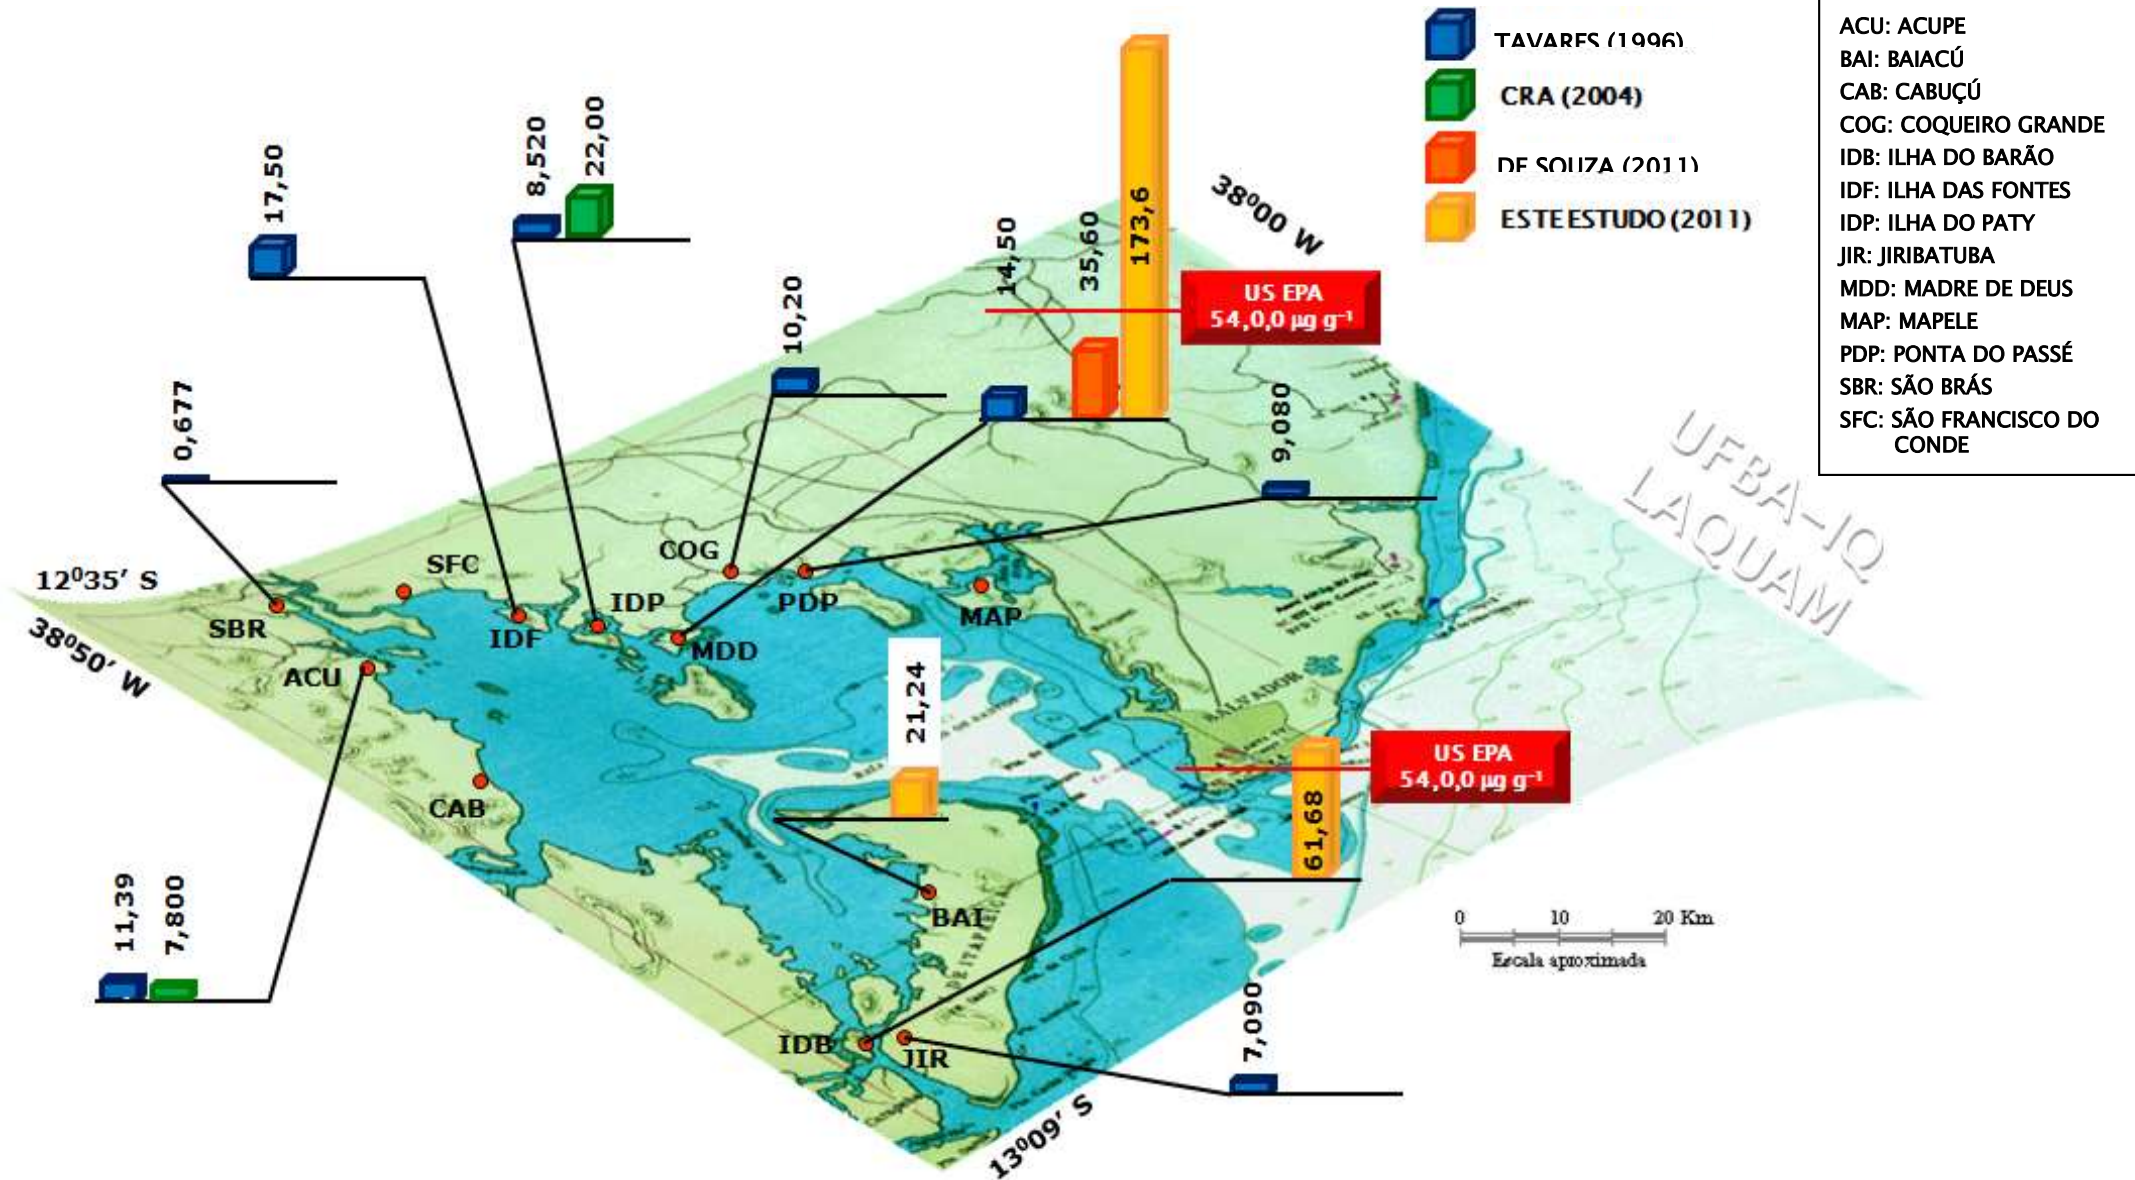 TAVARES (1996)
CRA (2004)
DE SOUZA (2011)
ESTE ESTUDO (2011)
ACU: ACUPE
BAI: BAIACÚ
CAB: CABUÇÚ
COG: COQUEIRO GRANDE
IDB: ILHA DO BARÃO
IDF: ILHA DAS FONTES
IDP: ILHA DO PATY
JIR: JIRIBATUBA
MDD: MADRE DE DEUS
MAP: MAPELE
PDP: PONTA DO PASSÉ
SBR: SÃO BRÁS
SFC: SÃO FRANCISCO DO
CONDE
17,50
8,520
22,00
10,20
14,50
35,60
173,6
38⁰00 W
US EPA
54,0,0 µg g⁻¹
0,677
9,080
UFBA-IQ
LAQUAM
12⁰35′ S
38⁰50′ W
SBR
SFC
ACU
IDF
IDP
COG
MDD
PDP
MAP
CAB
SALVADOR
21,24
US EPA
54,0,0 µg g⁻¹
61,68
11,39
7,800
BAI
DE ITAPARICA
IDB
JIR
7,090
13⁰09′ S
0 10 20 Km
Escala aproximada